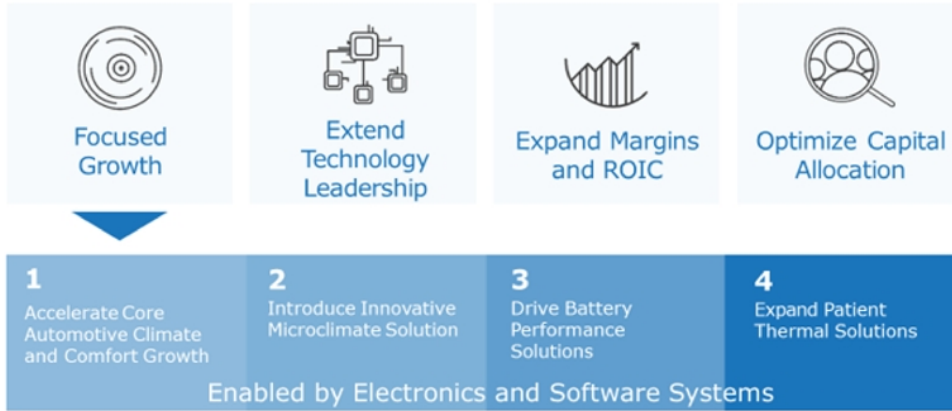 Focused
Growth
Extend
Technology
Leadership
Expand Margins
and ROIC
Optimize Capital
Allocation
1
Accelerate Core
Automotive Climate
and Comfort Growth
2
Introduce Innovative
Microclimate Solution
3
Drive Battery
Performance
Solutions
4
Expand Patient
Thermal Solutions
Enabled by Electronics and Software Systems